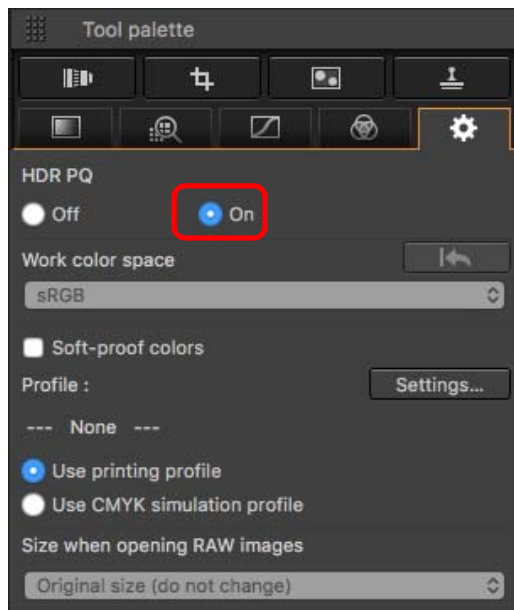 Tool palette
HDR PQ
Off On
Work color space
sRGB
Soft-proof colors
Profile : Settings...
--- None ---
Use printing profile
Use CMYK simulation profile
Size when opening RAW images
Original size (do not change)